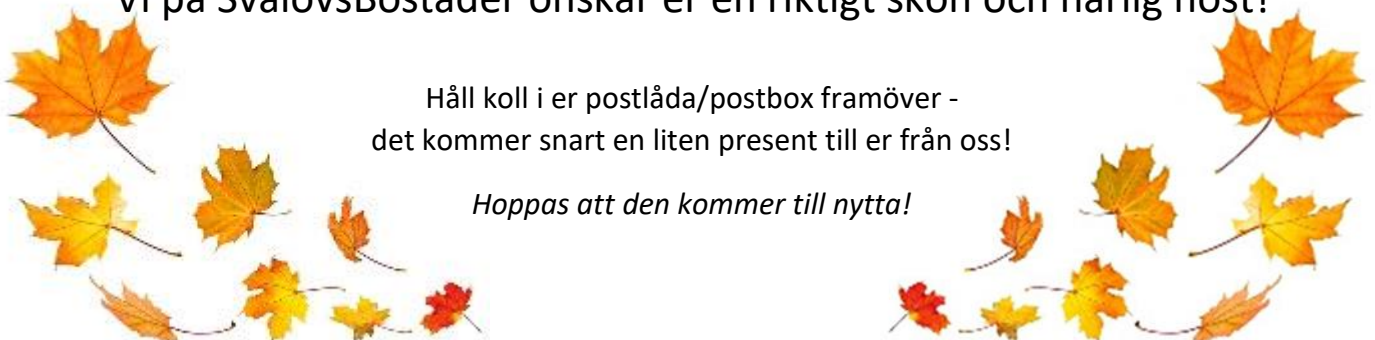 Vi på SvalövsBostäder önskar er en riktigt skön och härlig höst!
Håll koll i er postlåda/postbox framöver -
det kommer snart en liten present till er från oss!
Hoppas att den kommer till nytta!